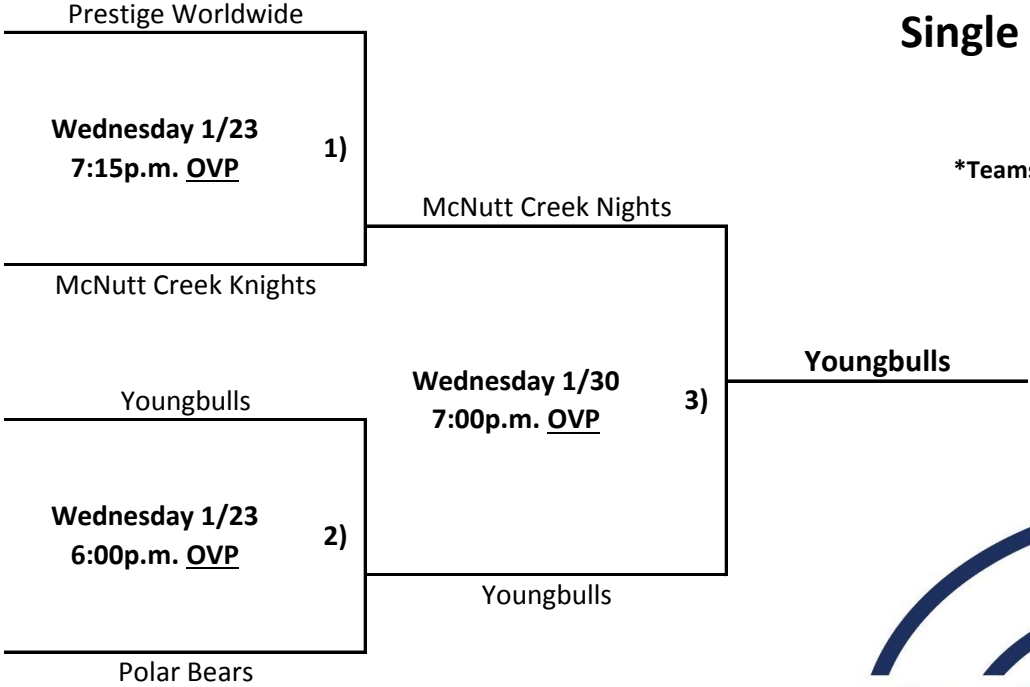 Prestige Worldwide
Single
Wednesday 1/23
7:15p.m. OVP
1)
*Teams
McNutt Creek Nights
McNutt Creek Knights
Youngbulls
Youngbulls
Wednesday 1/30
7:00p.m. OVP
3)
Wednesday 1/23
6:00p.m. OVP
2)
Youngbulls
Polar Bears